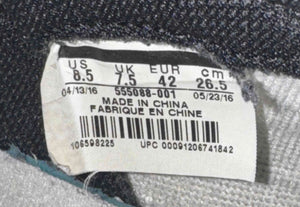 US UK EUR cm
8.5 7.5 42 26.5
04/13/16 555088-001 05/23/16
MADE IN CHINA
FABRIQUE EN CHINE
106598225 UPC 00091206741842